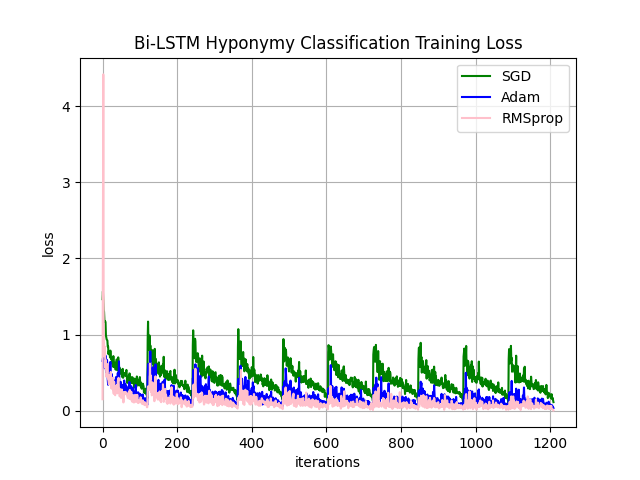 Bi-LSTM Hyponymy Classification Training Loss
SGD
Adam
RMSprop
4
3
2
1
0
loss
0 200 400 600 800 1000 1200
iterations